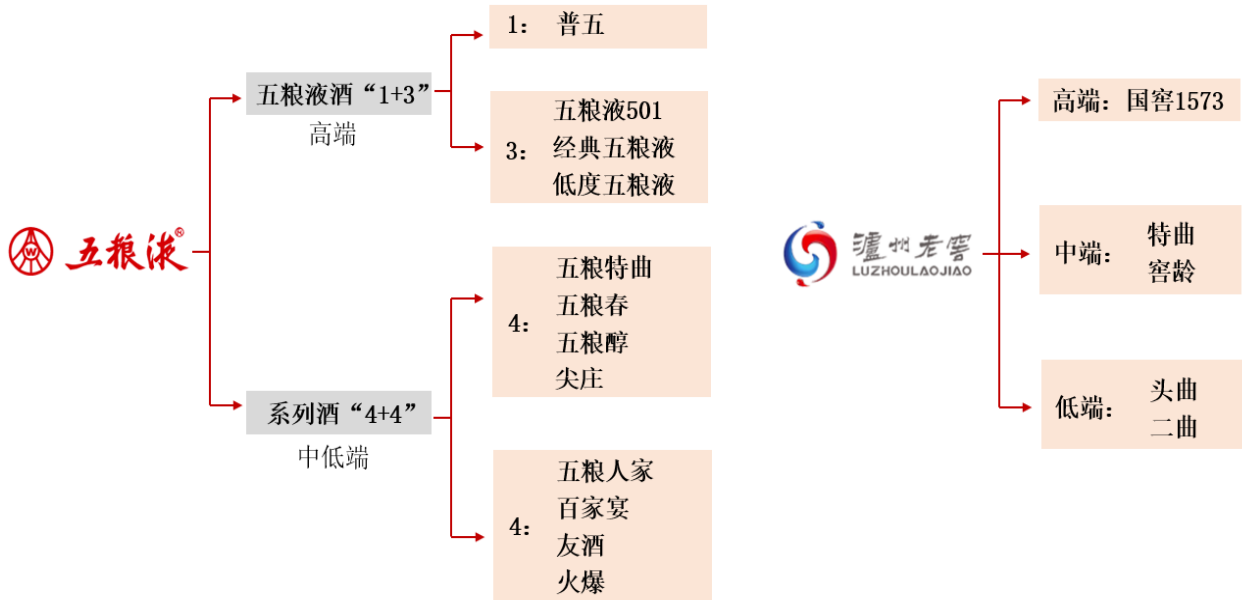 五粮液®
五粮液酒“1+3”
高端
1： 普五
3：
五粮液501
经典五粮液
低度五粮液
系列酒“4+4”
中低端
4：
五粮特曲
五粮春
五粮醇
尖庄
4：
五粮人家
百家宴
友酒
火爆
泸州老窖
LUZHOULAOJIAO
高端：国窖1573
中端：
特曲
窖龄
低端：
头曲
二曲